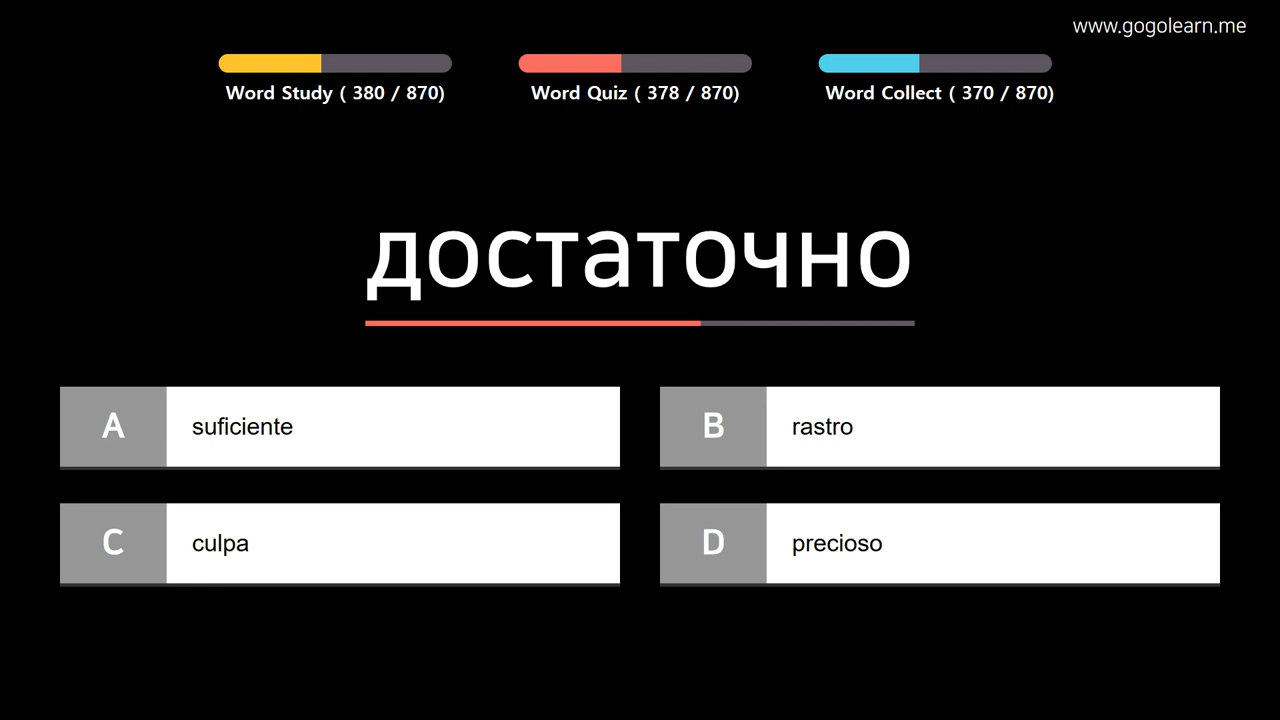 www.gogolearn.me
Word Study ( 380 / 870)
Word Quiz ( 378 / 870)
Word Collect ( 370 / 870)
достаточно
A suficiente
B rastro
C culpa
D precioso